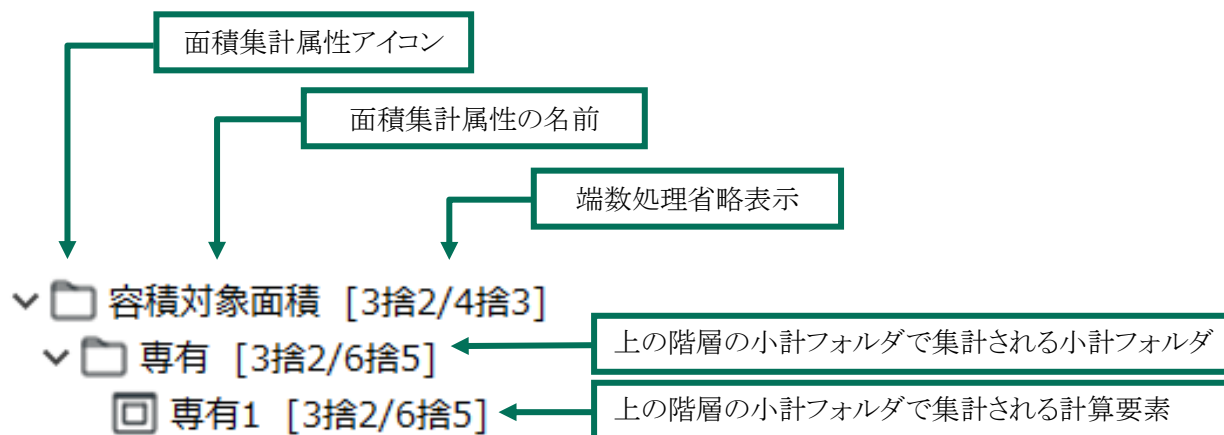 面積集計属性アイコン
面積集計属性の名前
端数処理省略表示
容積対象面積 [3捨2/4捨3]
専有 [3捨2/6捨5]
上の階層の小計フォルダで集計される小計フォルダ
専有1 [3捨2/6捨5]
上の階層の小計フォルダで集計される計算要素